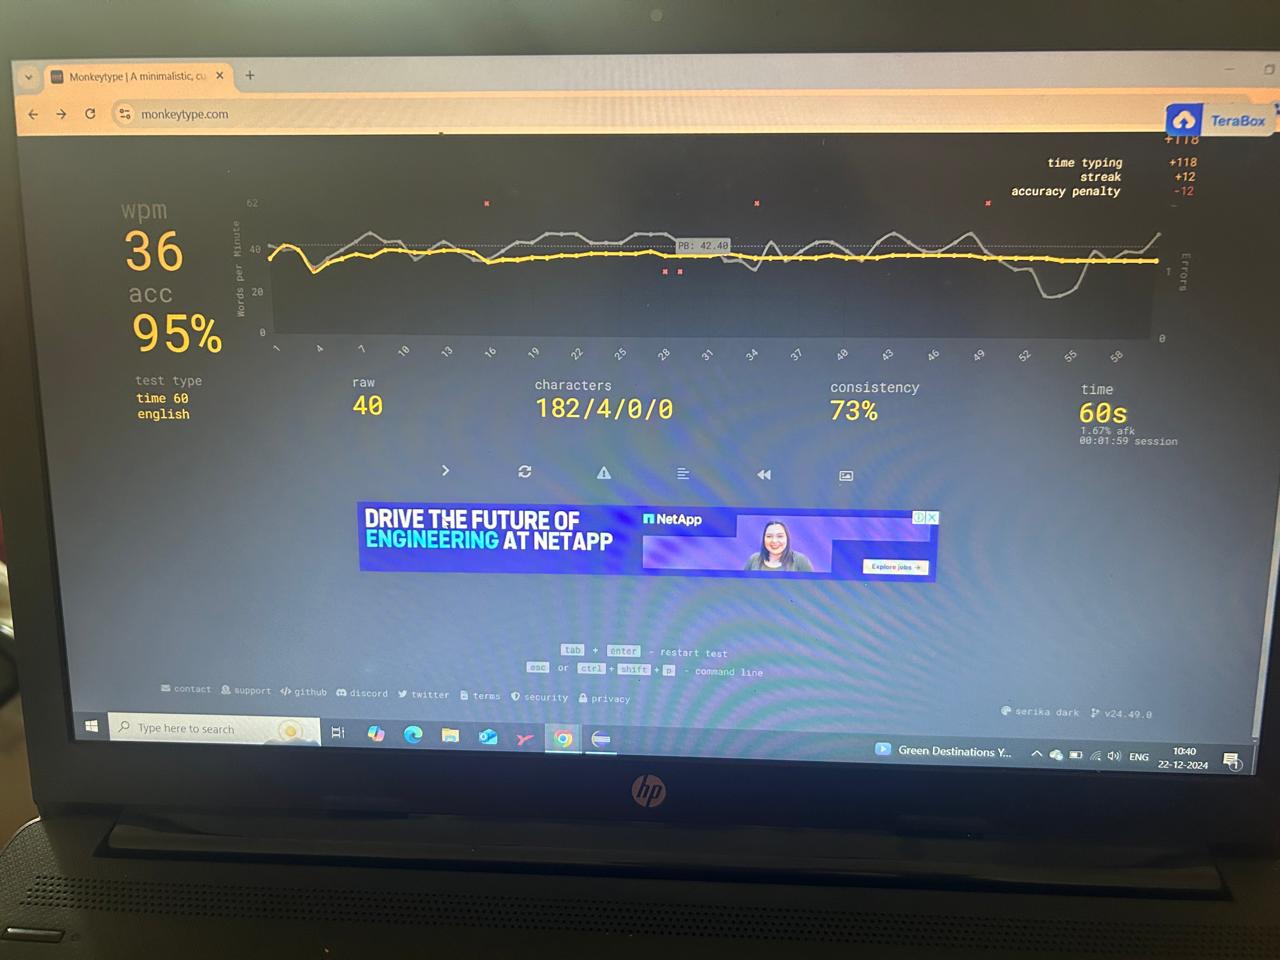 Monkeytype | A minimalistic, cu
monkeytype.com
TeraBox
+118
time typing +118
streak +12
accuracy penalty -12
wpm
36
acc
95%
Words per Minute
62
40
20
0
PB: 42.40
1
0
Errors
1 4 7 10 13 16 19 22 25 28 31 34 37 40 43 46 49 52 55 58
test type
time 60
english
raw
40
characters
182/4/0/0
consistency
73%
time
60s
1.67% afk
00:01:59 session
DRIVE THE FUTURE OF
ENGINEERING AT NETAPP
NetApp
Explore jobs
tab + enter - restart test
esc or ctrl + shift + p - command line
contact support github discord twitter terms security privacy
serika dark v24.49.0
Type here to search
Green Destinations Y...
ENG
10:40
22-12-2024
1
hp